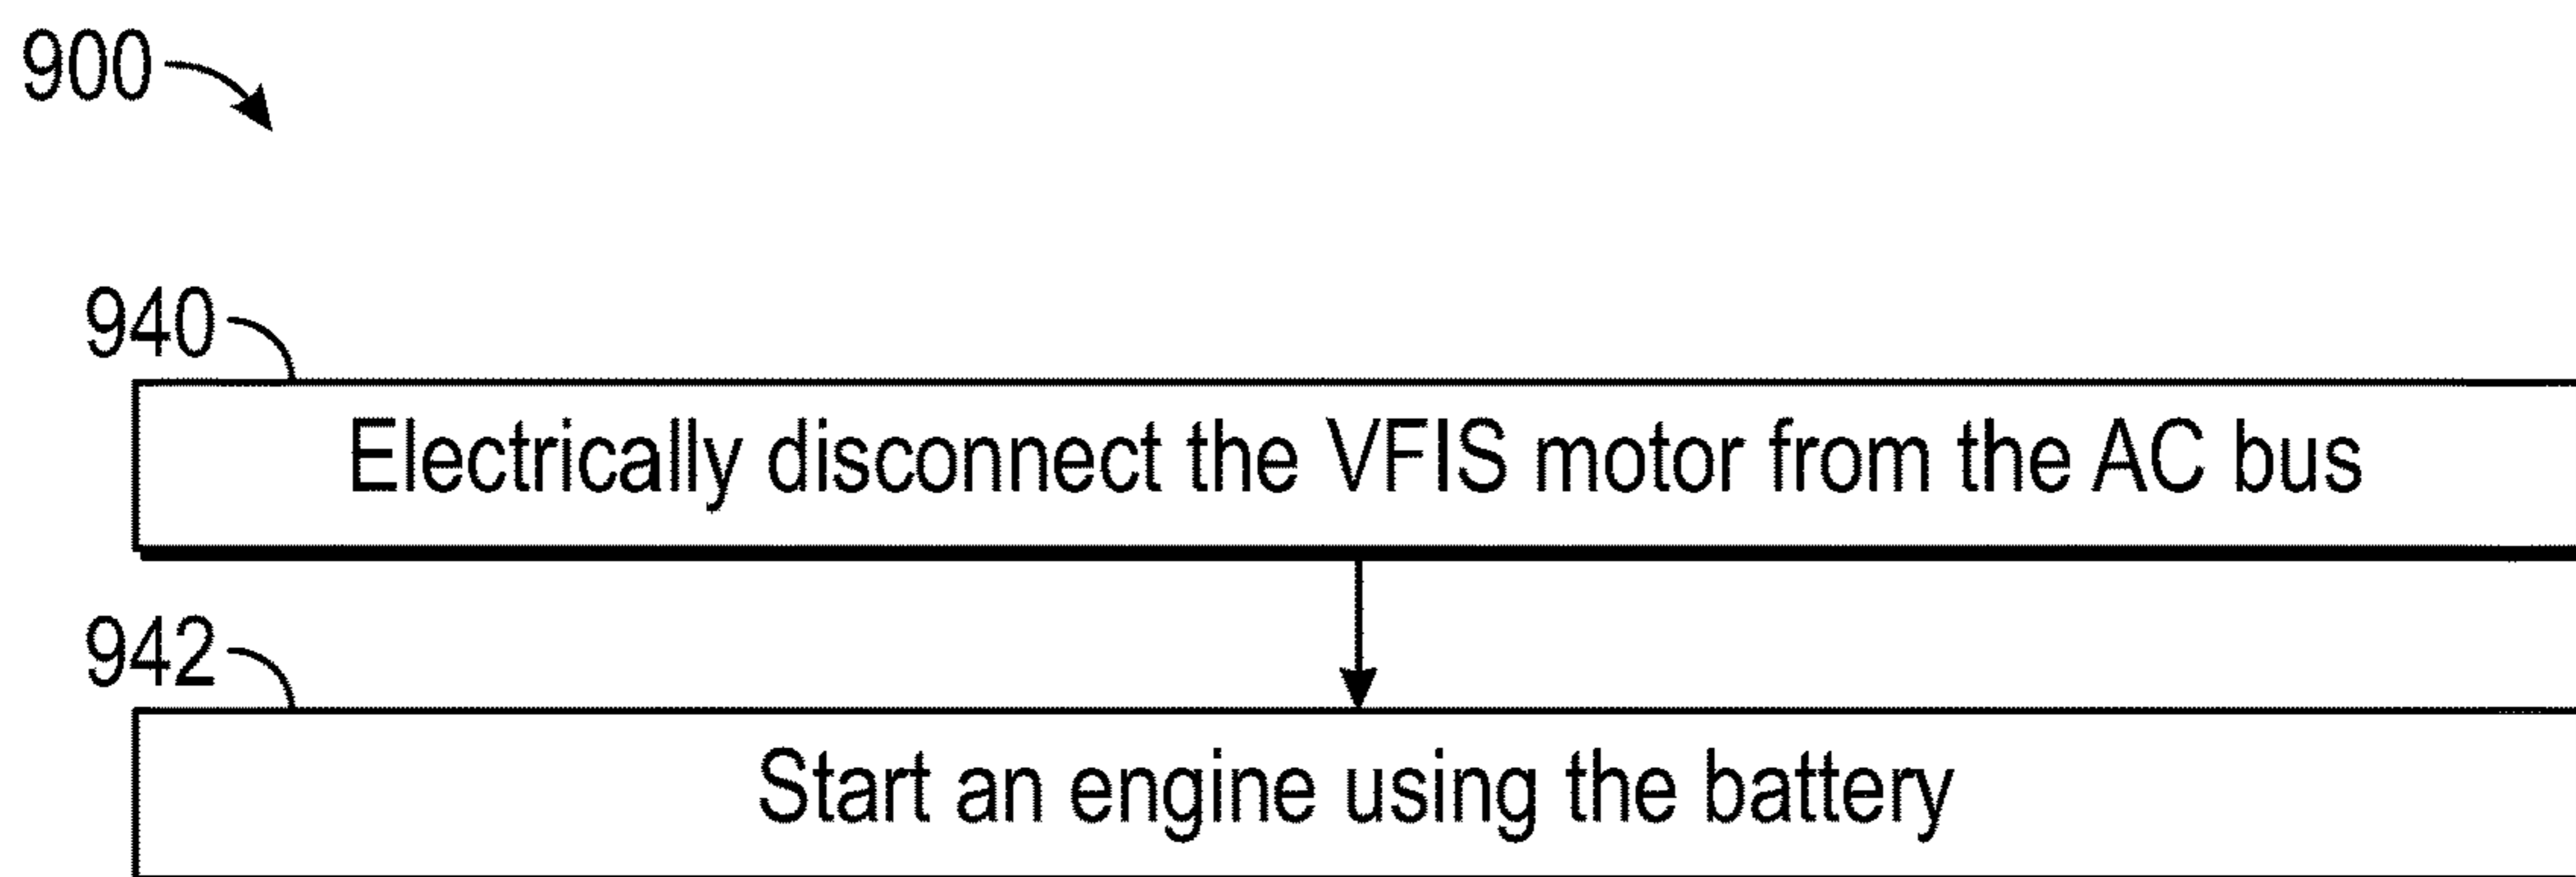 900
940
Electrically disconnect the VFIS motor from the AC bus
942
Start an engine using the battery